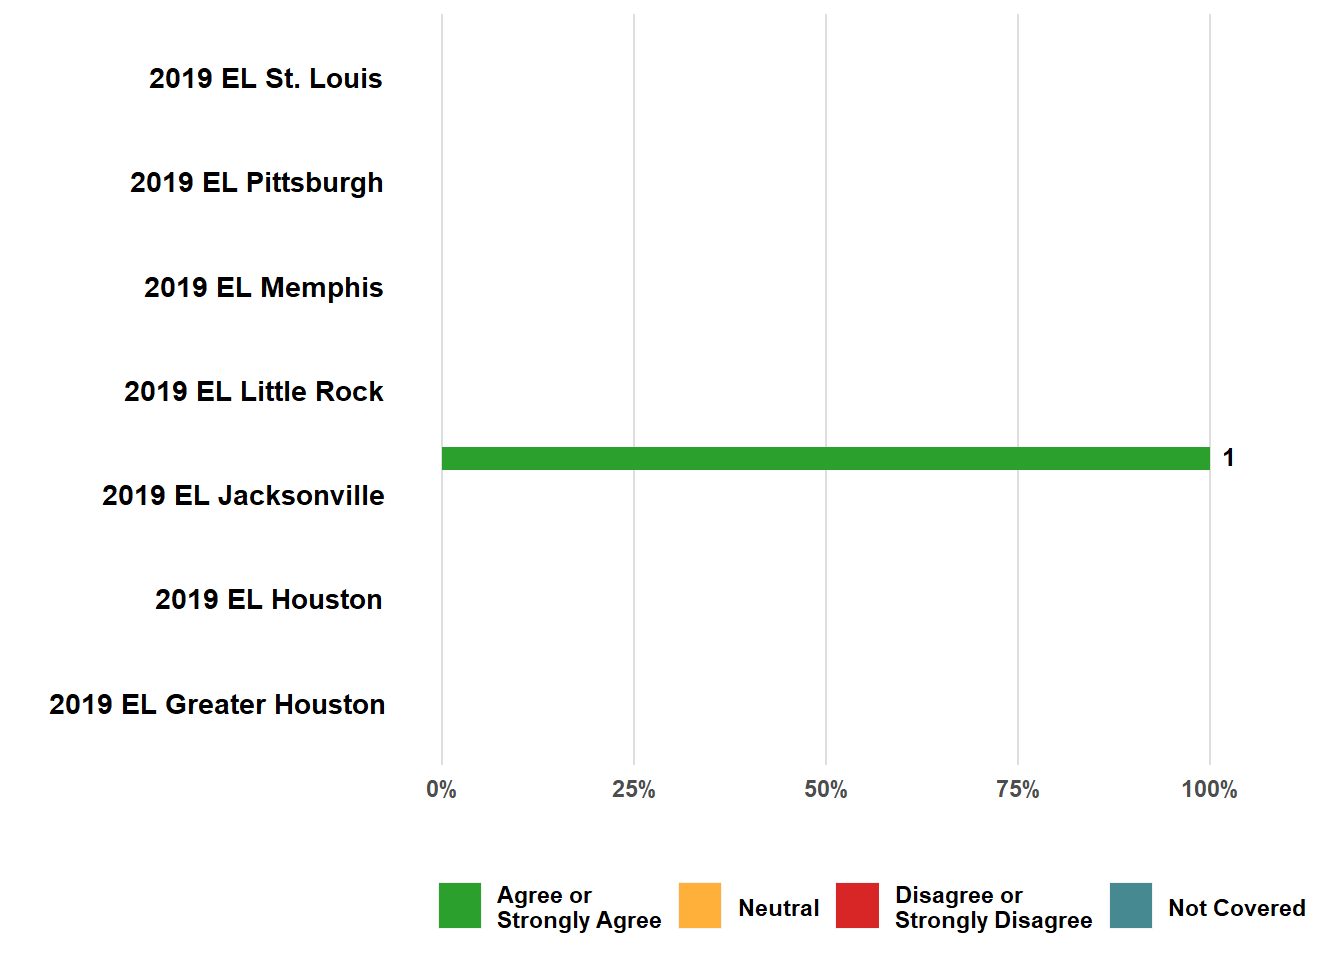 2019 EL St. Louis
2019 EL Pittsburgh
2019 EL Memphis
2019 EL Little Rock
1
2019 EL Jacksonville
2019 EL Houston
2019 EL Greater Houston
0% 25% 50% 75% 100%
Agree or
Strongly Agree
Neutral
Disagree or
Strongly Disagree
Not Covered